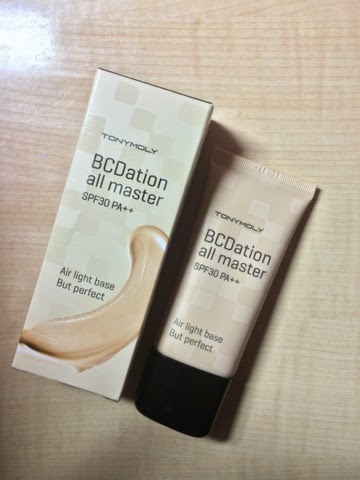 TONYMOLY
BCDation
all master
SPF30 PA++
Air light base
But perfect
TONYMOLY
BCDation
all master
SPF30 PA++
Air light base
But perfect